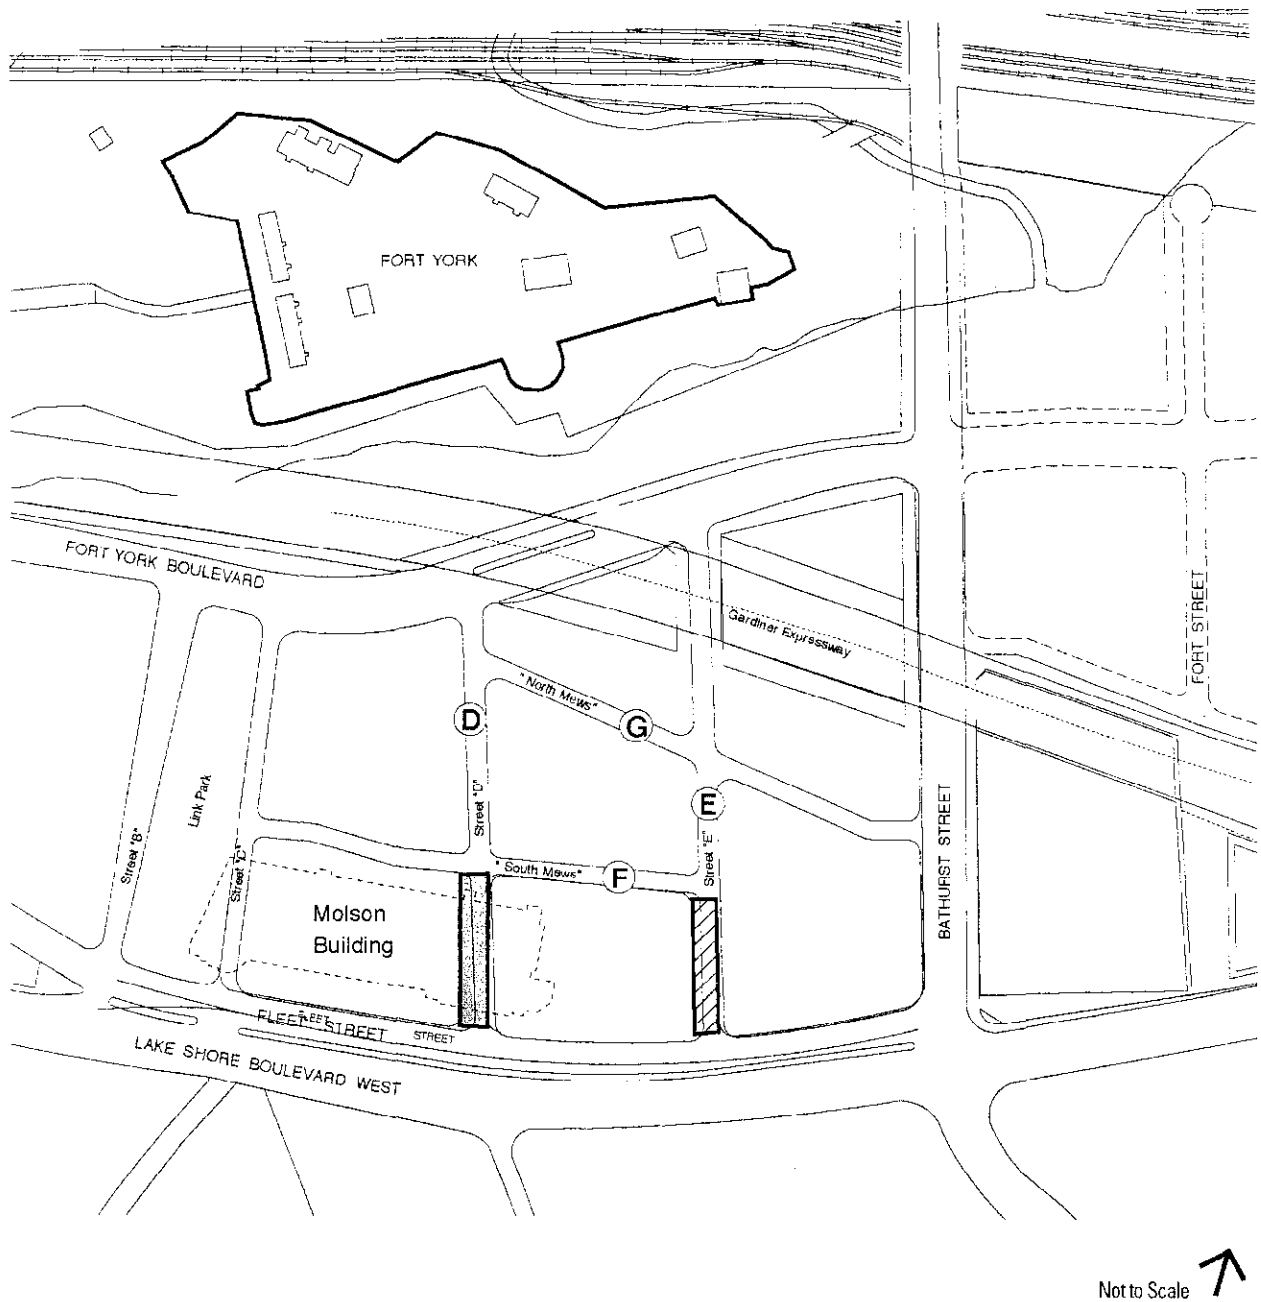 FORT YORK
FORT YORK BOULEVARD
Gardiner Expressway
FORT STREET
"North Mews"
D
G
E
Link Park
Street "D"
Street "B"
Street "C"
Street "E"
"South Mews"
F
BATHURST STREET
Molson
Building
FLEET STREET
FLEET
STREET
LAKE SHORE BOULEVARD WEST
Not to Scale